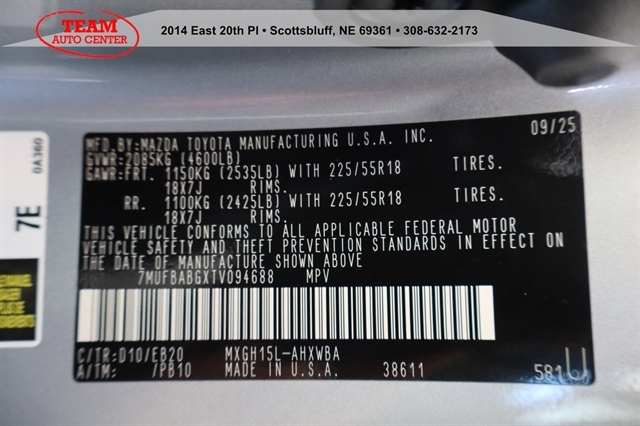 TEAM
AUTO CENTER
2014 East 20th Pl • Scottsbluff, NE 69361 • 308-632-2173
0A360
7E
MFD.BY:MAZDA TOYOTA MANUFACTURING U.S.A. INC. 09/25
GVWR:2085KG (4600LB)
GAWR:FRT. 1150KG (2535LB) WITH 225/55R18 TIRES.
18X7J RIMS.
RR. 1100KG (2425LB) WITH 225/55R18 TIRES.
18X7J RIMS.
THIS VEHICLE CONFORMS TO ALL APPLICABLE FEDERAL MOTOR
VEHICLE SAFETY AND THEFT PREVENTION STANDARDS IN EFFECT ON
THE DATE OF MANUFACTURE SHOWN ABOVE
7MUFBABGXTV094688 MPV
C/TR:D10/EB20 MXGH15L-AHXWBA
A/TM: /PB10 MADE IN U.S.A. 38611 581U